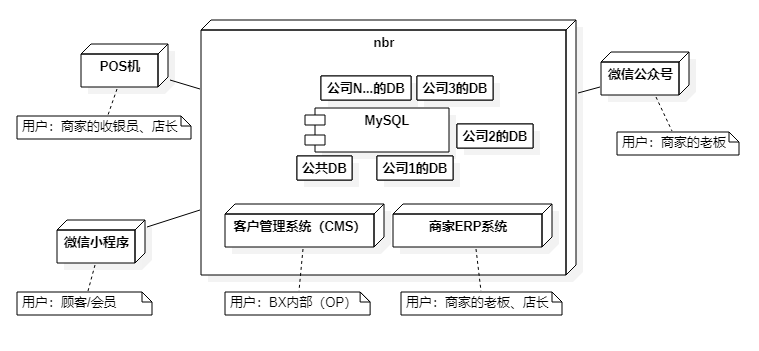 nbr
POS机
微信公众号
公司N...的DB
公司3的DB
MySQL
用户：商家的收银员、店长
公司2的DB
用户：商家的老板
公共DB
公司1的DB
微信小程序
客户管理系统（CMS）
商家ERP系统
用户：顾客/会员
用户：BX内部（OP）
用户：商家的老板、店长